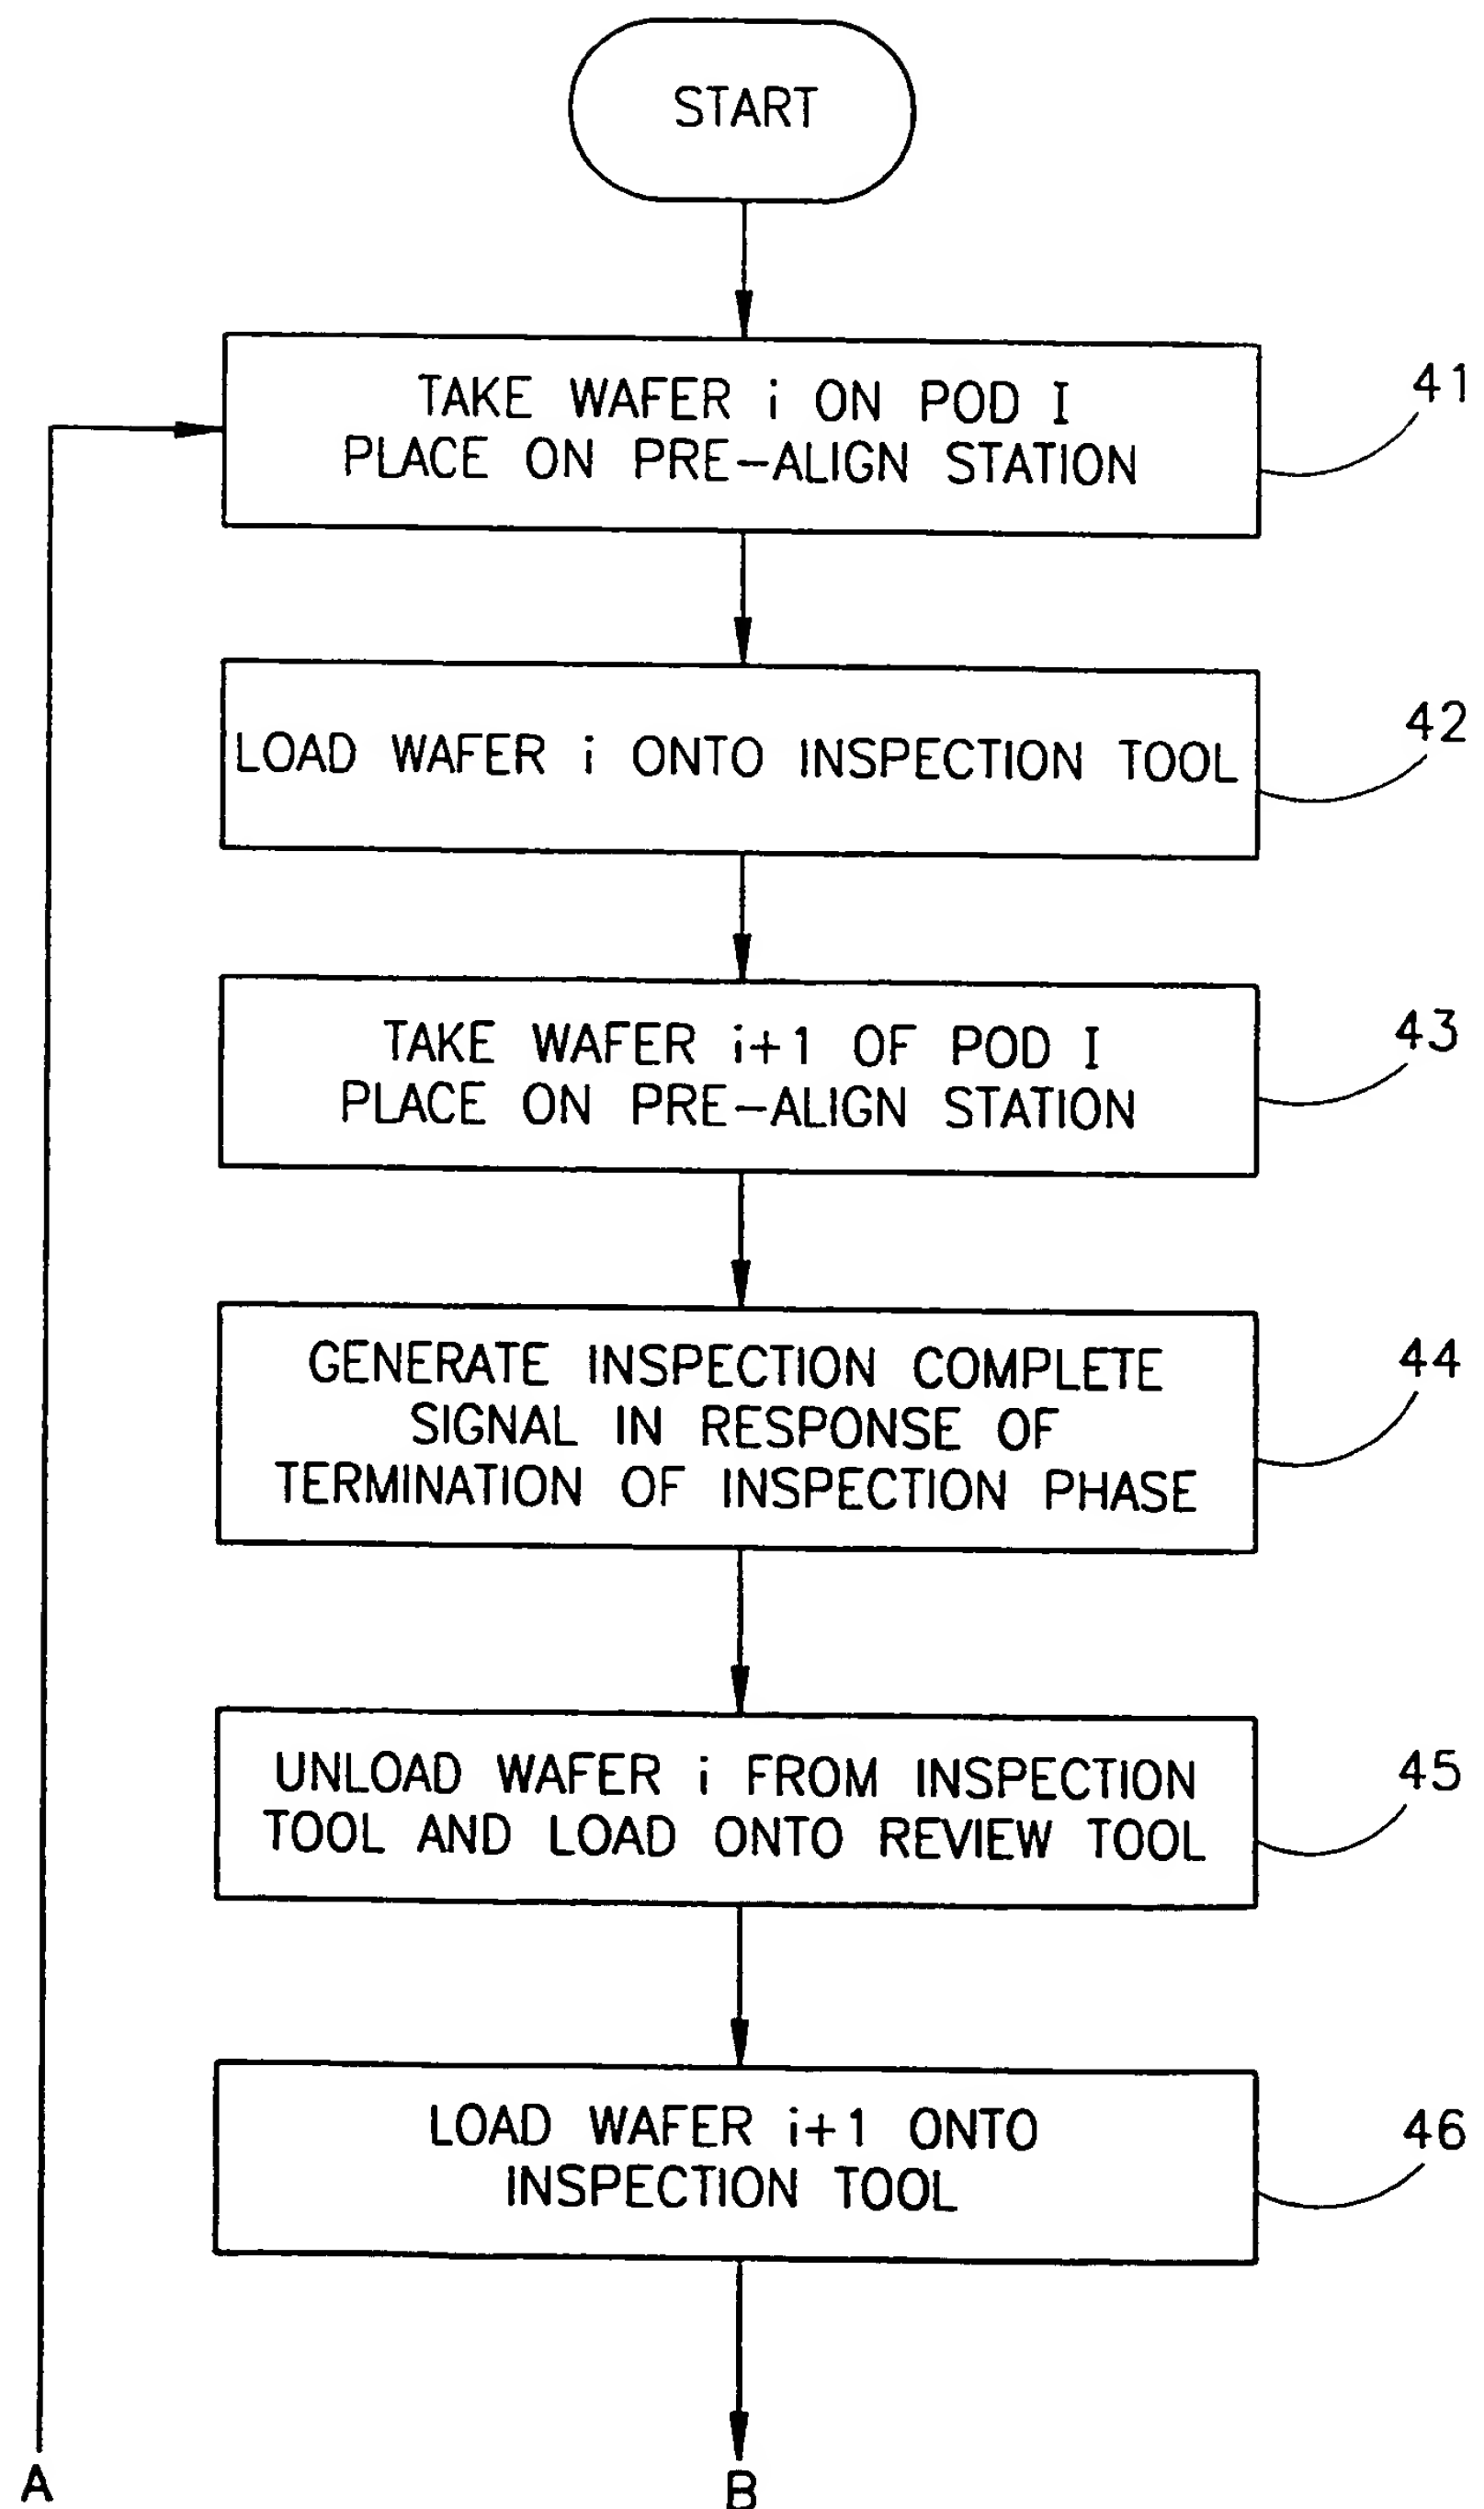 START
TAKE WAFER i ON POD I
PLACE ON PRE-ALIGN STATION
41
LOAD WAFER i ONTO INSPECTION TOOL
42
TAKE WAFER i+1 OF POD I
PLACE ON PRE-ALIGN STATION
43
GENERATE INSPECTION COMPLETE
SIGNAL IN RESPONSE OF
TERMINATION OF INSPECTION PHASE
44
UNLOAD WAFER i FROM INSPECTION
TOOL AND LOAD ONTO REVIEW TOOL
45
LOAD WAFER i+1 ONTO
INSPECTION TOOL
46
A
B